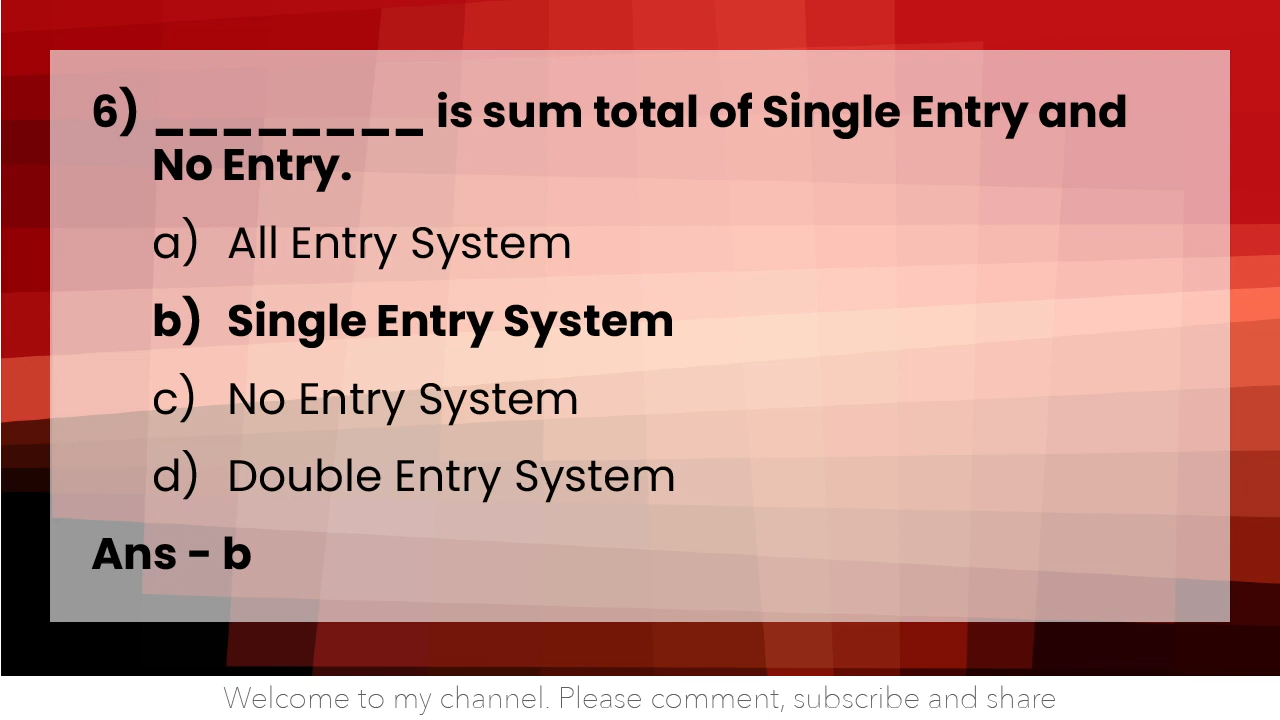 6) ________ is sum total of Single Entry and
No Entry.
a) All Entry System
b) Single Entry System
c) No Entry System
d) Double Entry System
Ans - b
Welcome to my channel. Please comment, subscribe and share